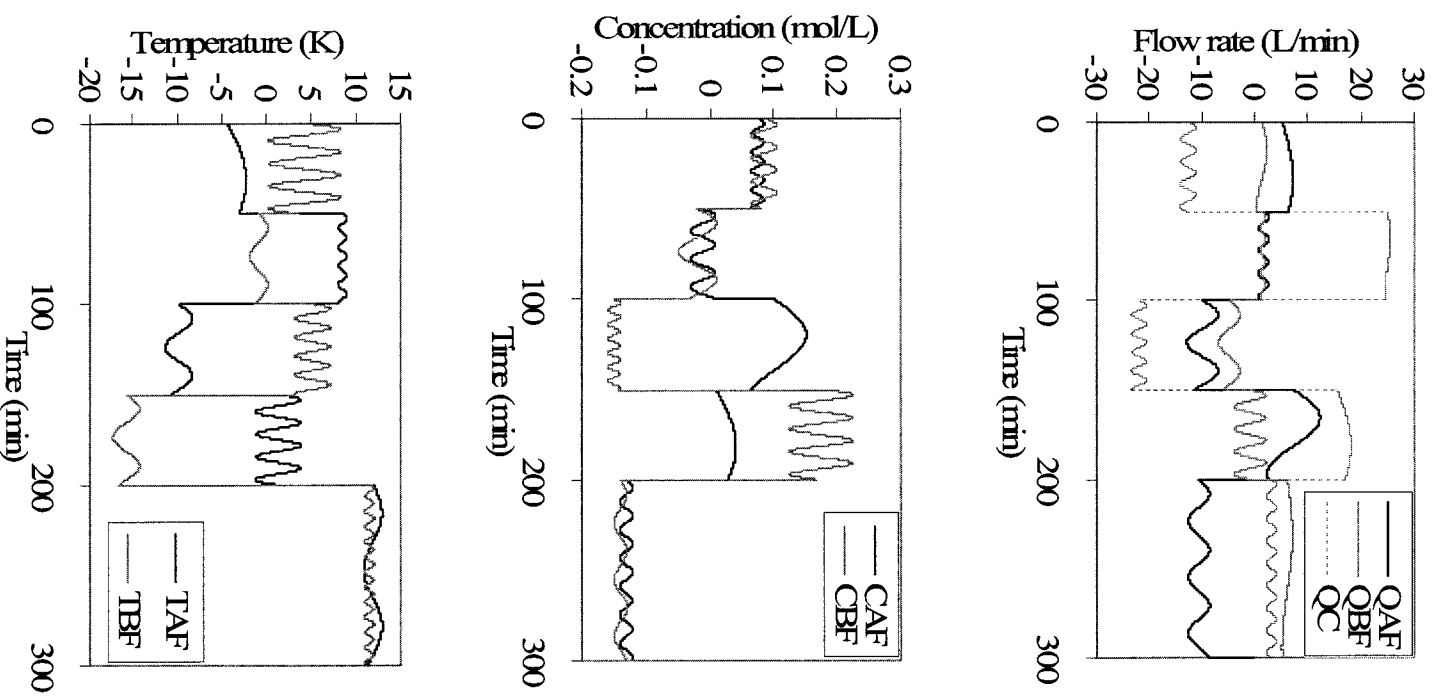 Flow rate (L/min)
30
20
10
0
-10
-20
-30
0
100
200
300
Time (min)
QAF
QBF
QC
Concentration (mol/L)
0.3
0.2
0.1
0
-0.1
-0.2
0
100
200
300
Time (min)
CAF
CBF
Temperature (K)
15
10
5
0
-5
-10
-15
-20
0
100
200
300
Time (min)
TAF
TBF